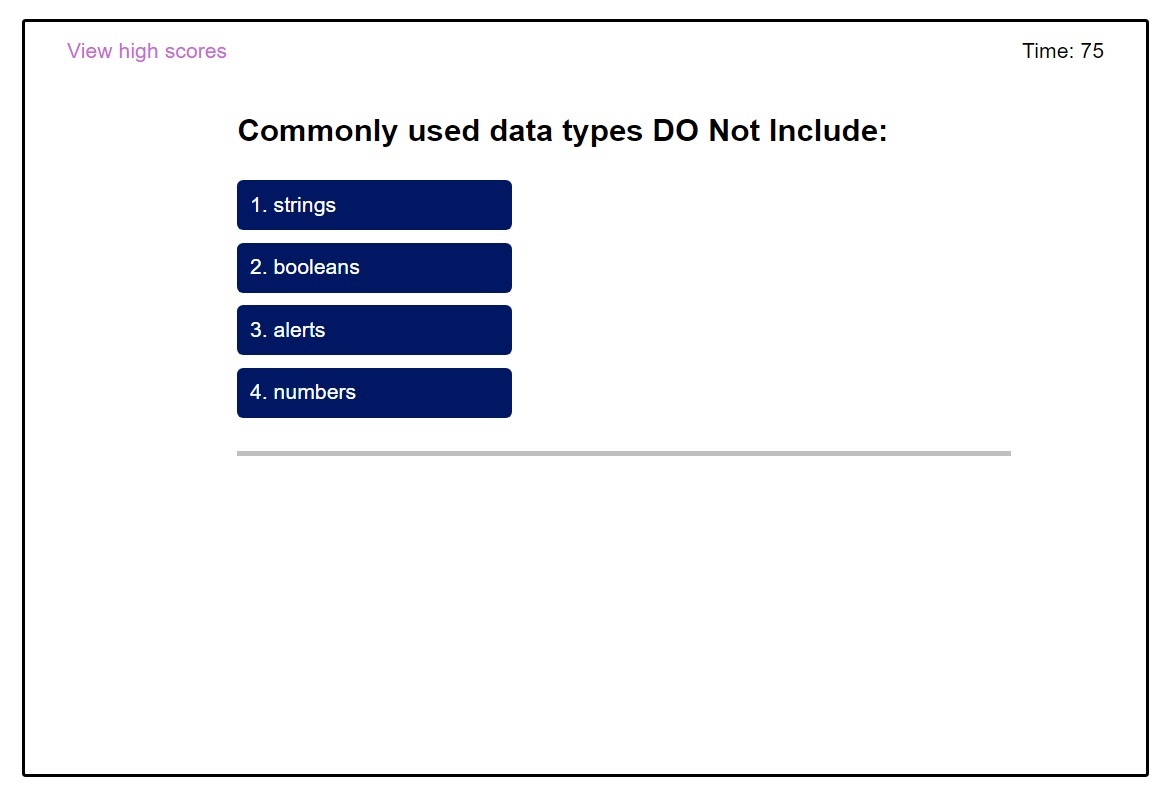 View high scores
Time: 75
Commonly used data types DO Not Include:
1. strings
2. booleans
3. alerts
4. numbers